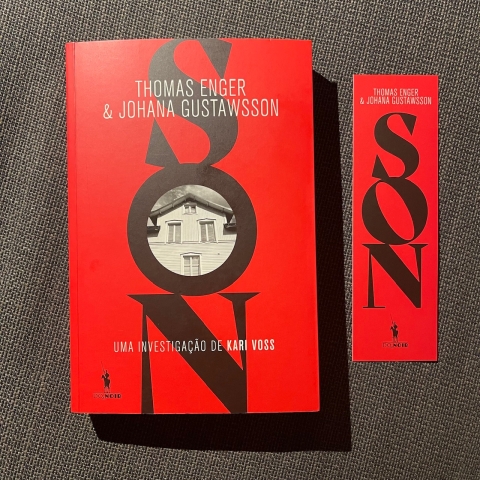 THOMAS ENGER
& JOHANA GUSTAWSSON
SON
UMA INVESTIGAÇÃO DE KARI VOSS
THOMAS ENGER
& JOHANA GUSTAWSSON
SON